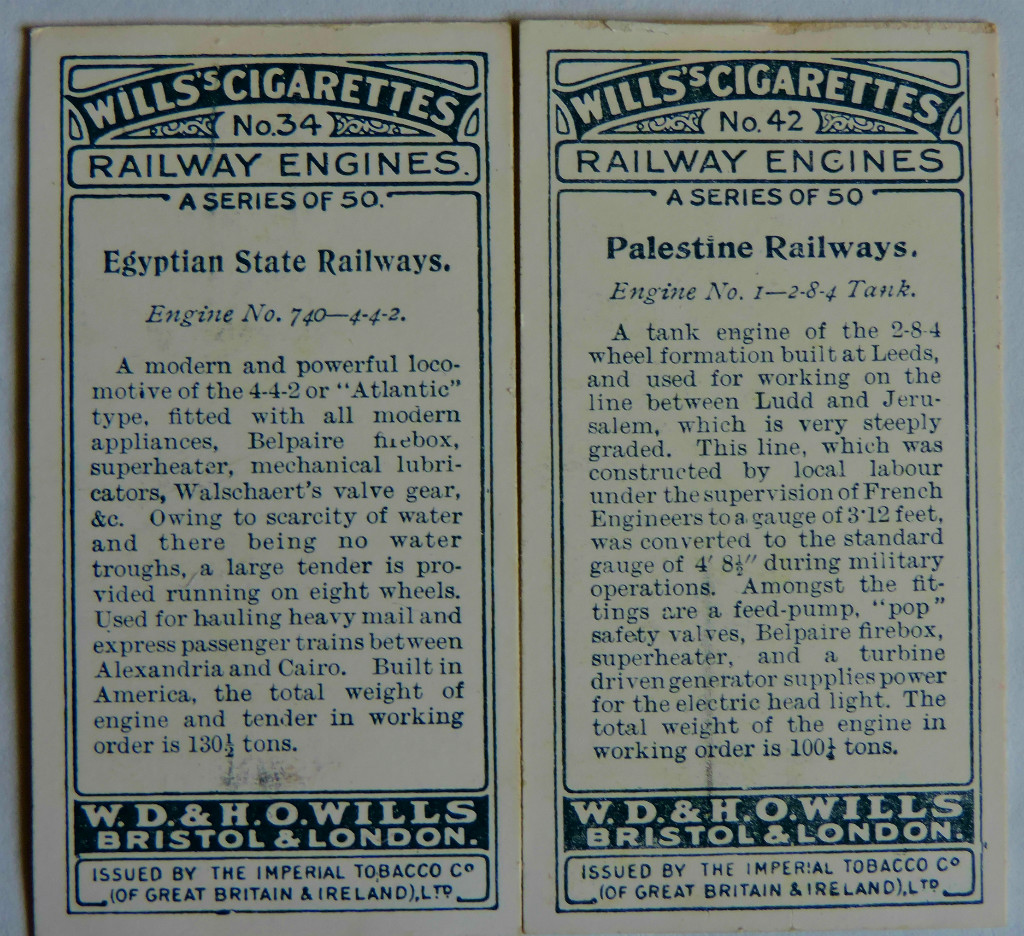 WILLS'S CIGARETTES
No. 34
RAILWAY ENGINES.
A SERIES OF 50.
Egyptian State Railways.
Engine No. 740—4-4-2.
A modern and powerful loco-
motive of the 4-4-2 or "Atlantic"
type, fitted with all modern
appliances, Belpaire firebox,
superheater, mechanical lubri-
cators, Walschaert's valve gear,
&c. Owing to scarcity of water
and there being no water
troughs, a large tender is pro-
vided running on eight wheels.
Used for hauling heavy mail and
express passenger trains between
Alexandria and Cairo. Built in
America, the total weight of
engine and tender in working
order is 130½ tons.
W. D. & H. O. WILLS
BRISTOL & LONDON.
ISSUED BY THE IMPERIAL TOBACCO Co
(OF GREAT BRITAIN & IRELAND), LTD.
WILLS'S CIGARETTES
No. 42
RAILWAY ENGINES
A SERIES OF 50
Palestine Railways.
Engine No. 1—2-8-4 Tank.
A tank engine of the 2-8-4
wheel formation built at Leeds,
and used for working on the
line between Ludd and Jeru-
salem, which is very steeply
graded. This line, which was
constructed by local labour
under the supervision of French
Engineers to a gauge of 3·12 feet,
was converted to the standard
gauge of 4' 8½" during military
operations. Amongst the fit-
tings are a feed-pump, "pop"
safety valves, Belpaire firebox,
superheater, and a turbine
driven generator supplies power
for the electric head light. The
total weight of the engine in
working order is 100¼ tons.
W. D. & H. O. WILLS
BRISTOL & LONDON.
ISSUED BY THE IMPERIAL TOBACCO Co
(OF GREAT BRITAIN & IRELAND), LTD.